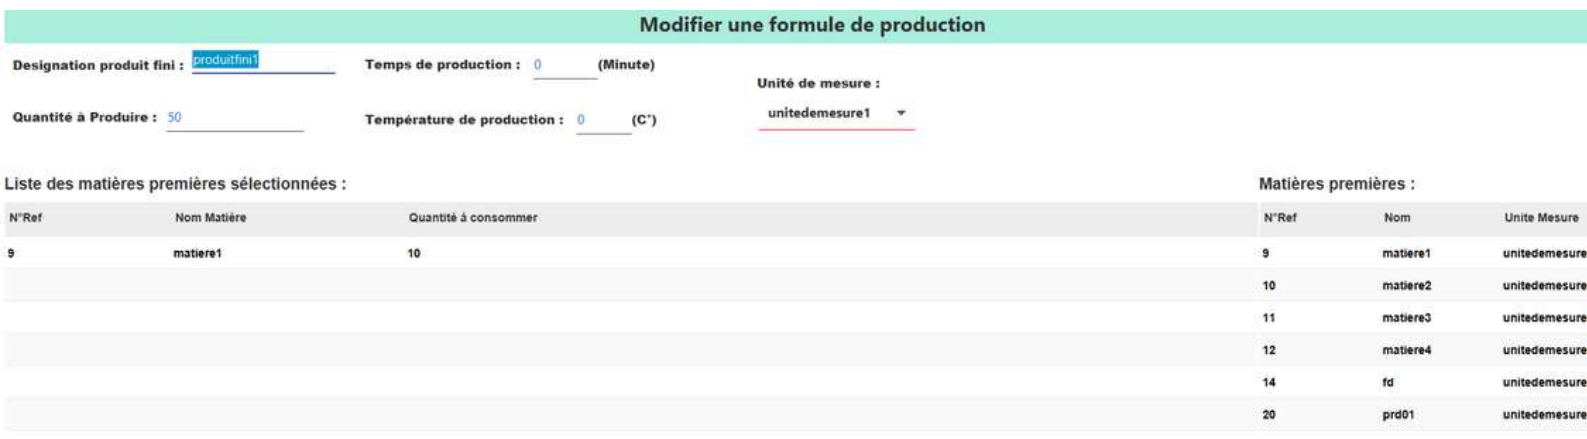 Modifier une formule de production
Designation produit fini : produitfini1 Temps de production : 0 (Minute)
Unité de mesure :
Quantité à Produire : 50 Température de production : 0 (C°) unitedemesure1
Liste des matières premières sélectionnées : Matières premières :
N°Ref Nom Matière Quantité à consommer N°Ref Nom Unite Mesure
9 matiere1 10 9 matiere1 unitedemesure
10 matiere2 unitedemesure
11 matiere3 unitedemesure
12 matiere4 unitedemesure
14 fd unitedemesure
20 prd01 unitedemesure